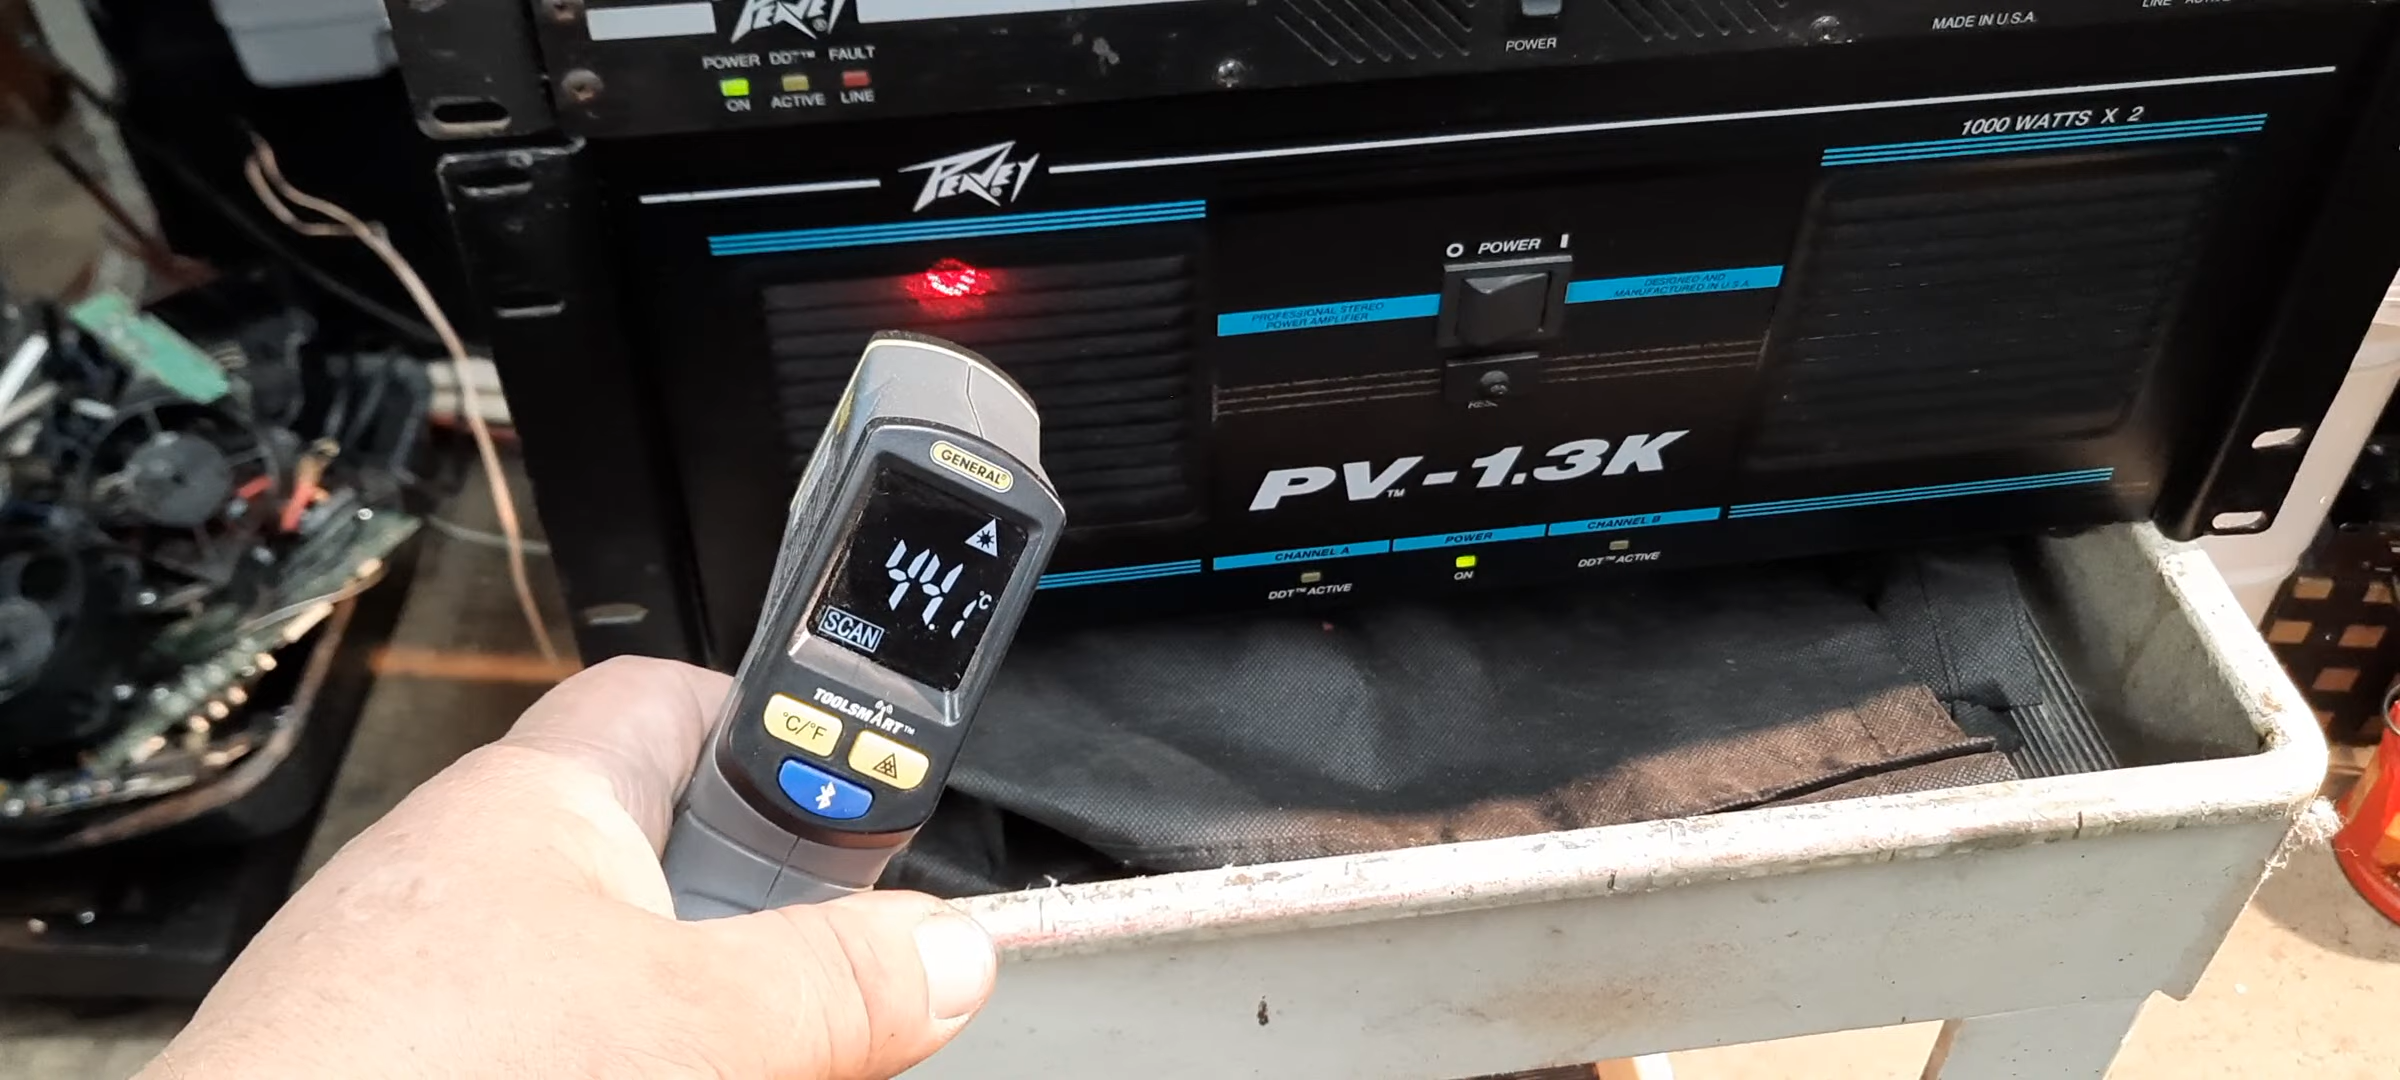 PEAVEY®
POWER DDT™ FAULT
ON ACTIVE LINE
POWER
MADE IN U.S.A.
1000 WATTS X 2
PEAVEY®
O POWER I
PROFESSIONAL STEREO
POWER AMPLIFIER
DESIGNED AND
MANUFACTURED IN U.S.A.
PV™-1.3K
CHANNEL A
DDT™ ACTIVE
POWER
ON
CHANNEL B
DDT™ ACTIVE
GENERAL®
44.1 °C
SCAN
TOOLSMART™
°C/°F